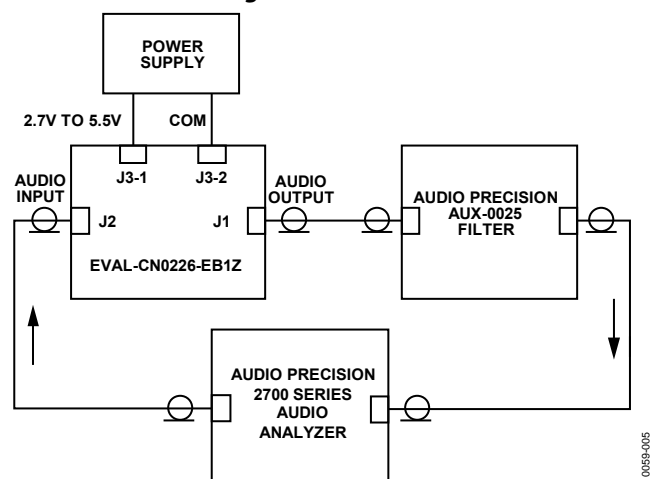 POWER
SUPPLY
2.7V TO 5.5V
COM
J3-1
J3-2
AUDIO
INPUT
J2
J1
AUDIO
OUTPUT
EVAL-CN0226-EB1Z
AUDIO PRECISION
AUX-0025
FILTER
AUDIO PRECISION
2700 SERIES
AUDIO
ANALYZER
0059-005